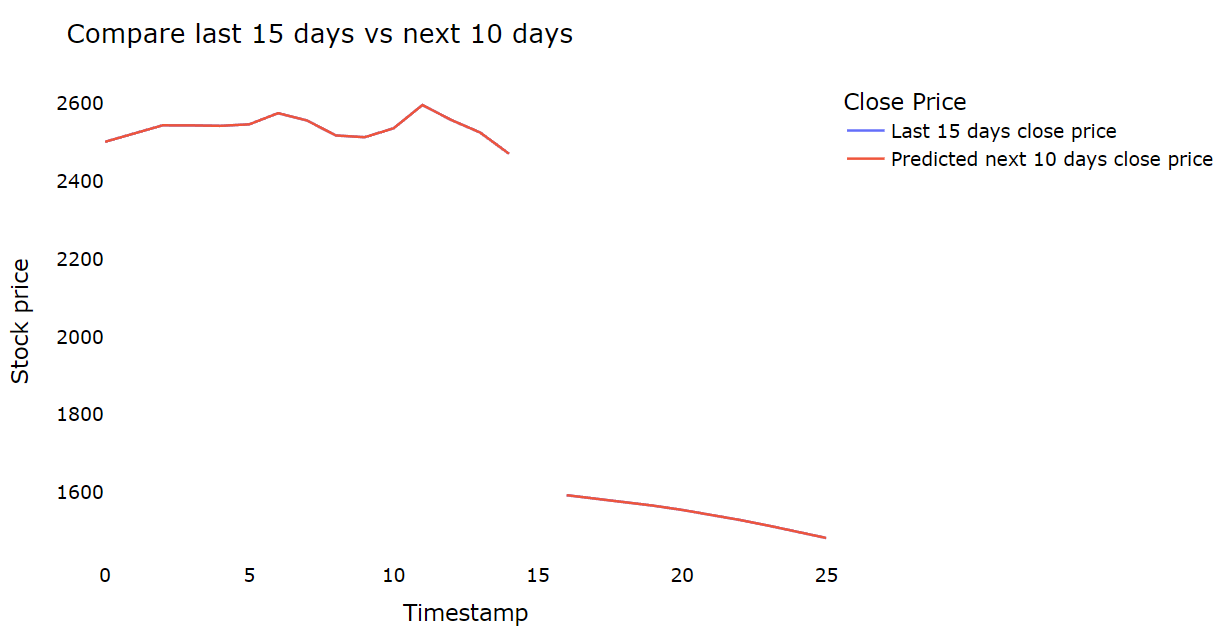 Compare last 15 days vs next 10 days
Close Price
Last 15 days close price
Predicted next 10 days close price
Stock price
2600
2400
2200
2000
1800
1600
0 5 10 15 20 25
Timestamp